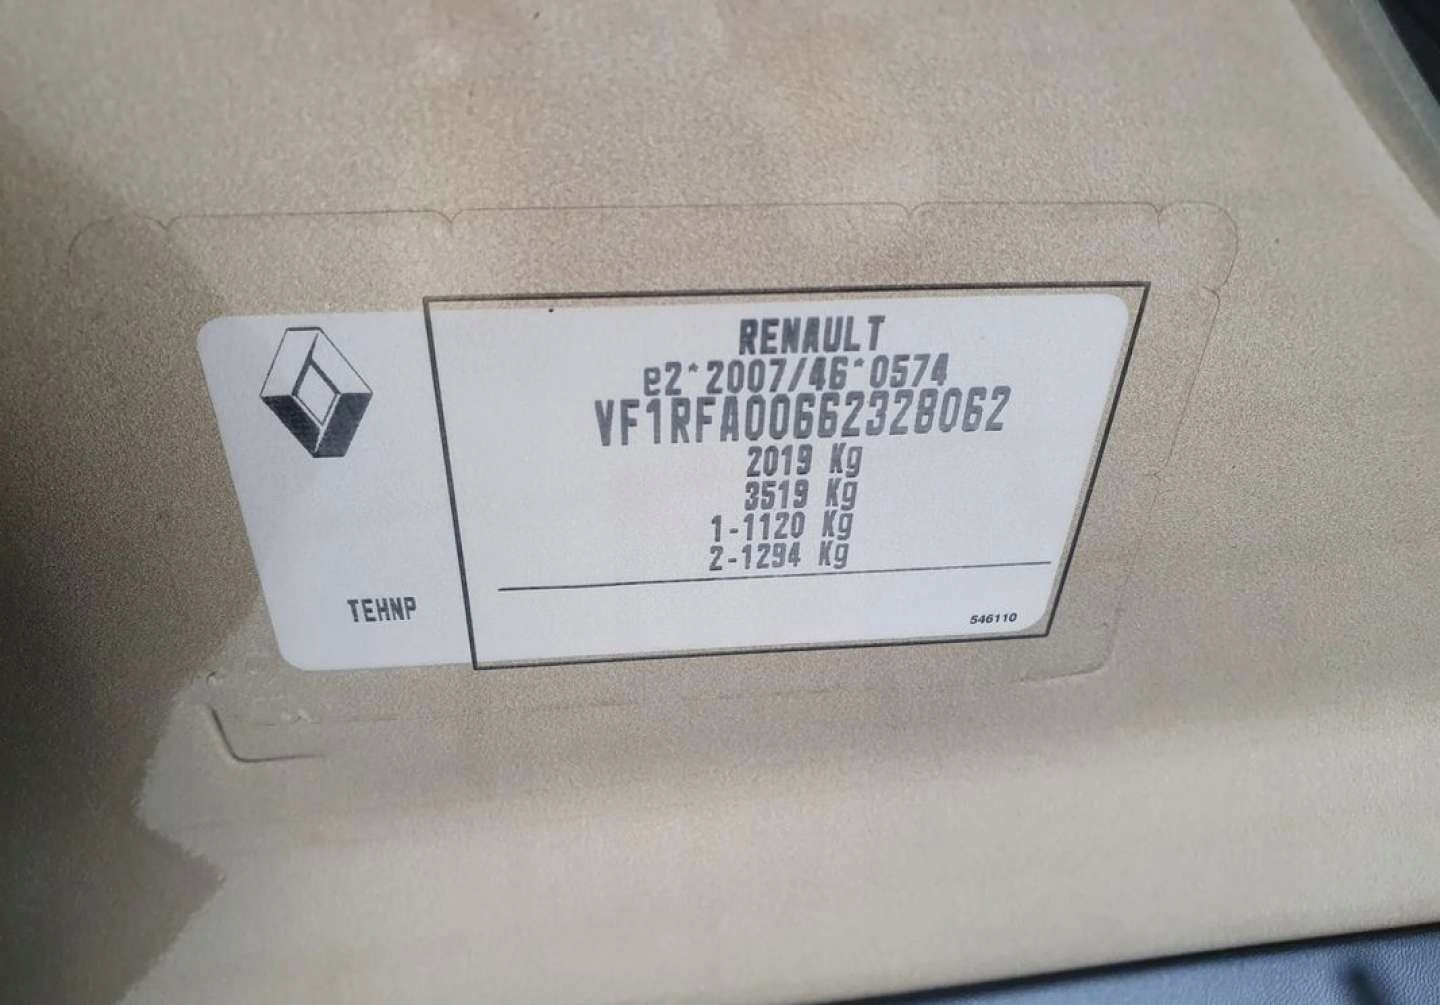 RENAULT
e2*2007/46*0574
VF1RFA00662328062
2019 Kg
3519 Kg
1-1120 Kg
2-1294 Kg
TEHNP
546110